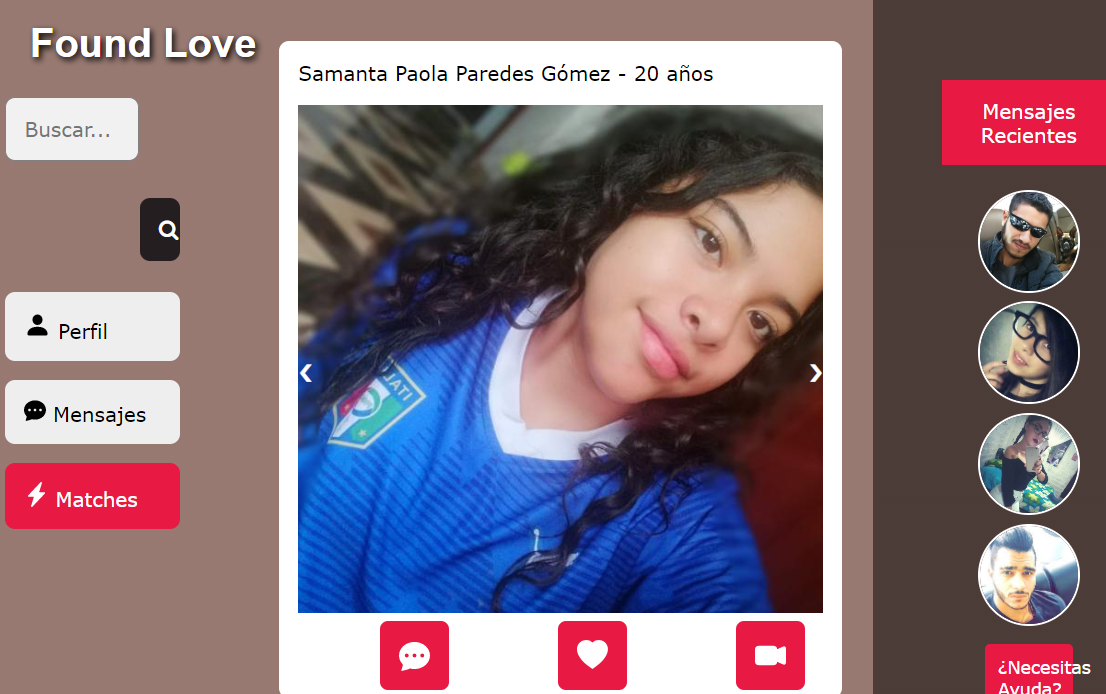 Found Love
Buscar...
Perfil
Mensajes
Matches
Samanta Paola Paredes Gómez - 20 años
Mensajes
Recientes
¿Necesitas
Ayuda?